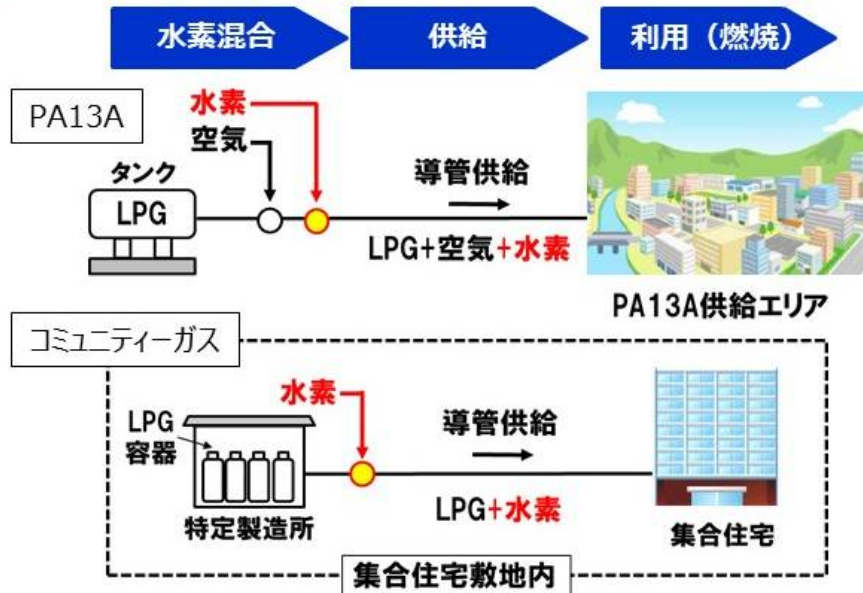 水素混合
供給
利用（燃焼）
PA13A
水素
空気
タンク
LPG
導管供給
LPG+空気+水素
PA13A供給エリア
コミュニティーガス
水素
LPG
容器
導管供給
LPG+水素
特定製造所
集合住宅
集合住宅敷地内